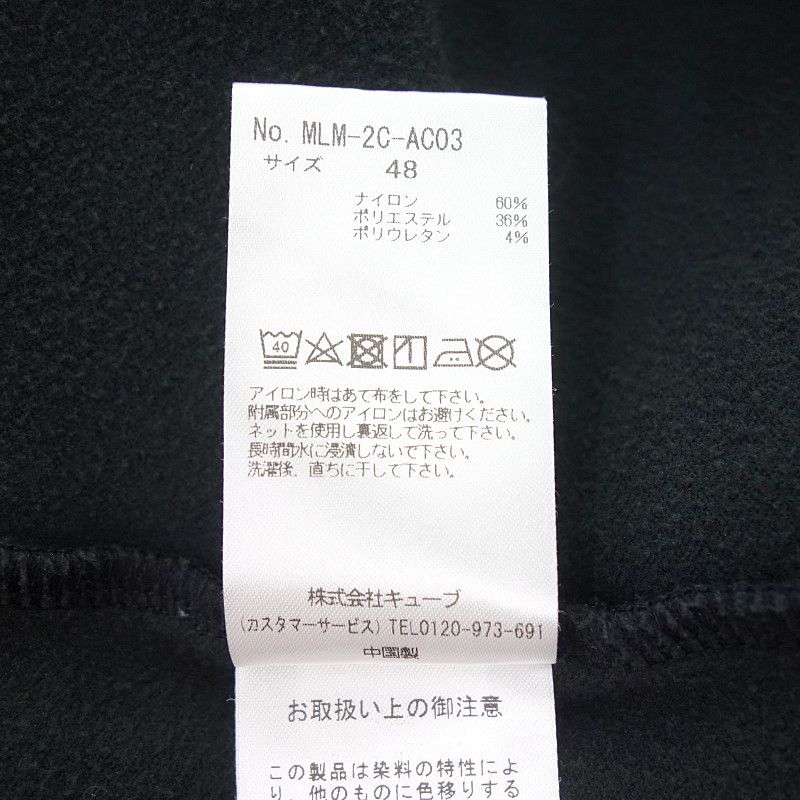 No. MLM-2C-AC03
サイズ 48
ナイロン 60%
ポリエステル 36%
ポリウレタン 4%
40
アイロン時はあて布をして下さい。
附属部分へのアイロンはお避けください。
ネットを使用し裏返して洗って下さい。
長時間水に浸漬しないで下さい。
洗濯後、直ちに干して下さい。
株式会社キューブ
(カスタマーサービス) TEL0120-973-691
中国製
お取扱い上の御注意
この製品は染料の特性によ
り、他のものに色移りする